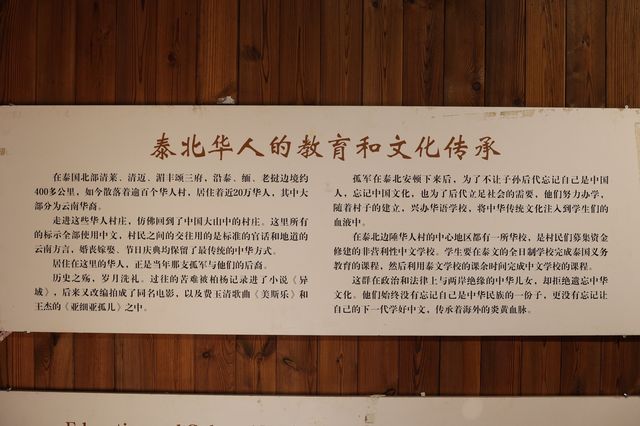 泰北华人的教育和文化传承
在泰国北部清莱、清迈、湄丰颂三府，沿泰、缅、老挝边境约
400多公里，如今散落着逾百个华人村，居住着近20万华人，其中大
部分为云南华裔。
走进这些华人村庄，仿佛回到了中国大山中的村庄。这里所有
的标示全部使用中文，村民之间的交往用的是标准的官话和地道的
云南方言，婚丧嫁娶、节日庆典均保留了最传统的中华方式。
居住在这里的华人，正是当年那支孤军与他们的后裔。
历史之殇，岁月洗礼。过往的苦难被柏杨记录进了小说《异
域》，后来又改编拍成了同名电影，以及费玉清歌曲《美斯乐》和
王杰的《亚细亚孤儿》之中。
孤军在泰北安顿下来后，为了不让子孙后代忘记自己是中国
人，忘记中国文化，也为了后代立足社会的需要，他们努力办学，
随着村子的建立，兴办华语学校，将中华传统文化注入到学生们的
血液中。
在泰北边陲华人村的中心地区都有一所华校，是村民们募集资金
修建的非营利性中文学校。学生要在泰文的全日制学校完成泰国义务
教育的课程，然后利用泰文学校的课余时间完成中文学校的课程。
这群在政治和法律上与两岸绝缘的中华儿女，却拒绝遗忘中华
文化。他们始终没有忘记自己是中华民族的一份子，更没有忘记让
自己的下一代学好中文，传承着海外的炎黄血脉。